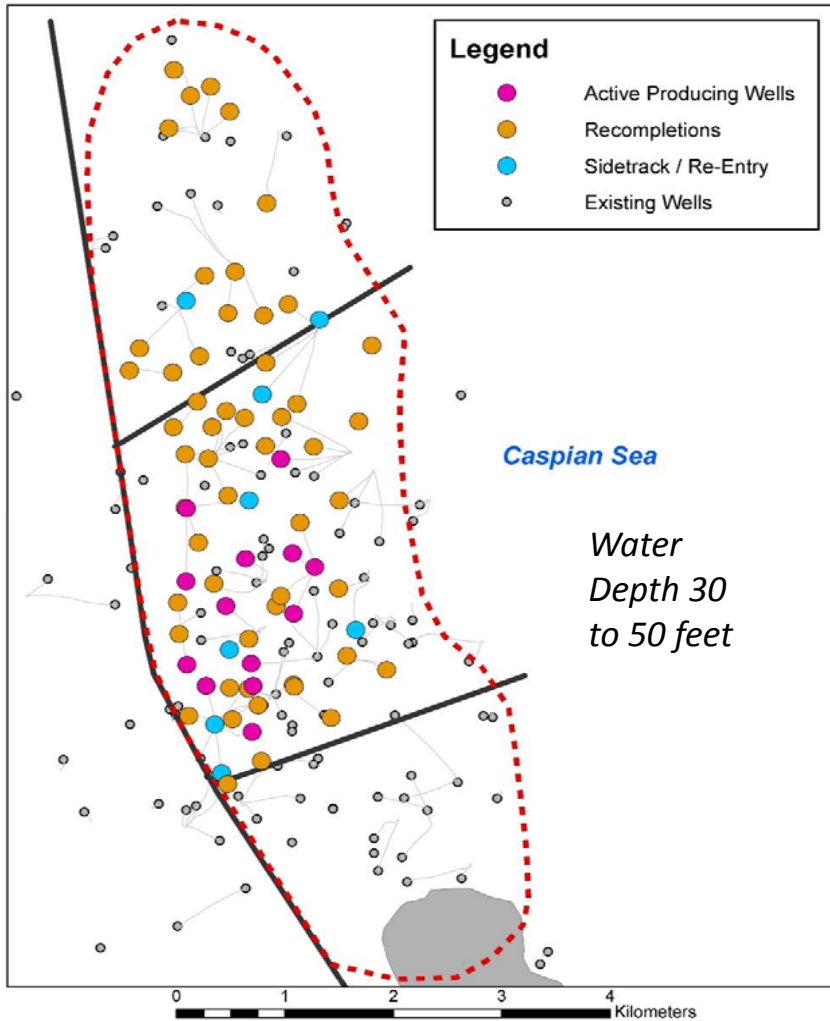 Legend
Active Producing Wells
Recompletions
Sidetrack / Re-Entry
Existing Wells
Caspian Sea
Water
Depth 30
to 50 feet
0 1 2 3 4
Kilometers